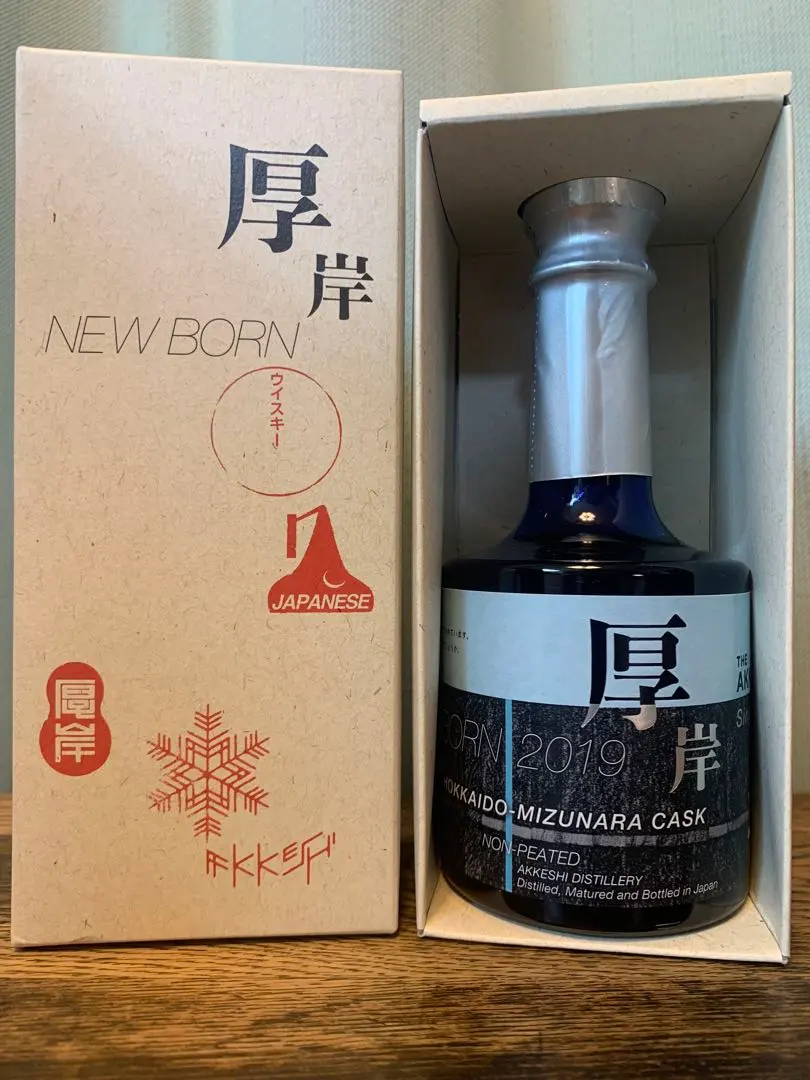 厚岸
NEW BORN
ウイスキー
JAPANESE
厚岸
AKKESHI
厚岸
THE
AK
ORN 2019
HOKKAIDO-MIZUNARA CASK
NON-PEATED
AKKESHI DISTILLERY
Distilled, Matured and Bottled in Japan